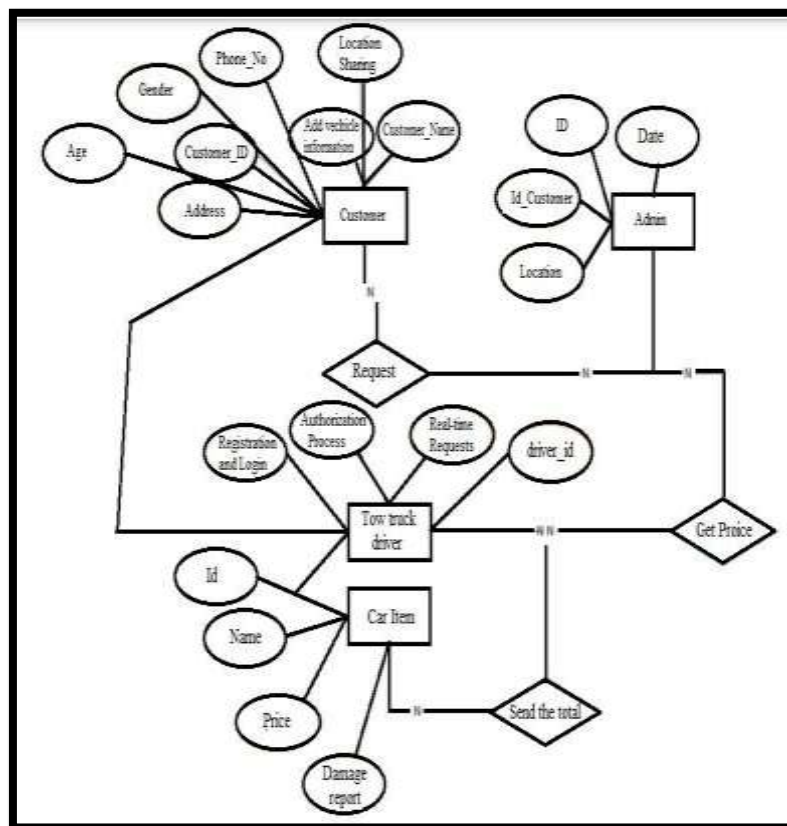 Location
Sharing
Phone_No
Gender
Add vechicle
information
Customer_Name
Age
Customer_ID
Address
Customer
ID
Date
Id_Customer
Admin
Location
N
Request
N
N
Authorization
Process
Real-time
Requests
Registration
and Login
driver_id
Tow truck
driver
N N
Get Proice
Id
Car Item
Name
Price
N
Send the total
Damage
report